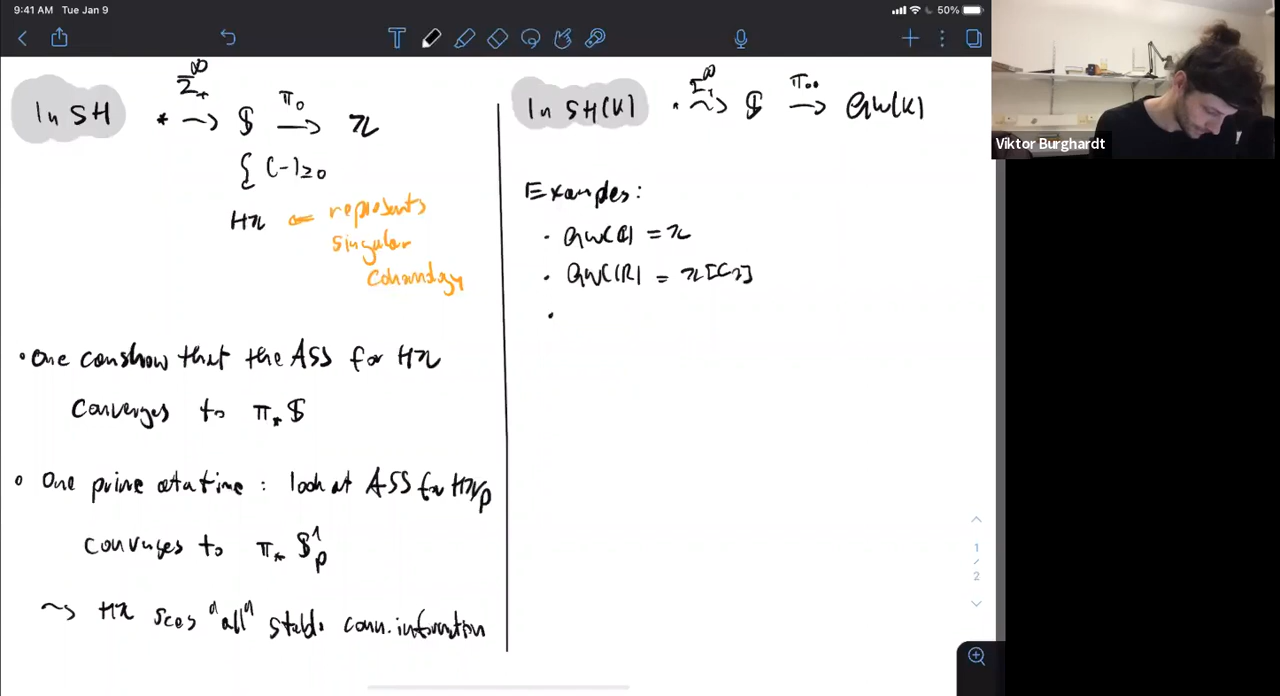 9:41 AM Tue Jan 9
50%
Viktor Burghardt
In SH
Σ^∞_+
* ⇝ 𝕊 → ℤ
π_0
{ (-)≥0
Hℤ ← represents
singular
cohomology
• One can show that the ASS for Hℤ
converges to π_* 𝕊
• One prime at a time : look at ASS for Hℤ/p
converges to π_* 𝕊^∧_p
⇝ Hℤ sees "all" stable conn. information
In SH(k)
Σ^∞_+
* ⇝ 𝕊 → GW(k)
π_00
Examples:
• GW(ℂ) = ℤ
• GW(ℝ) = ℤ[C_2]
•
1
/
2